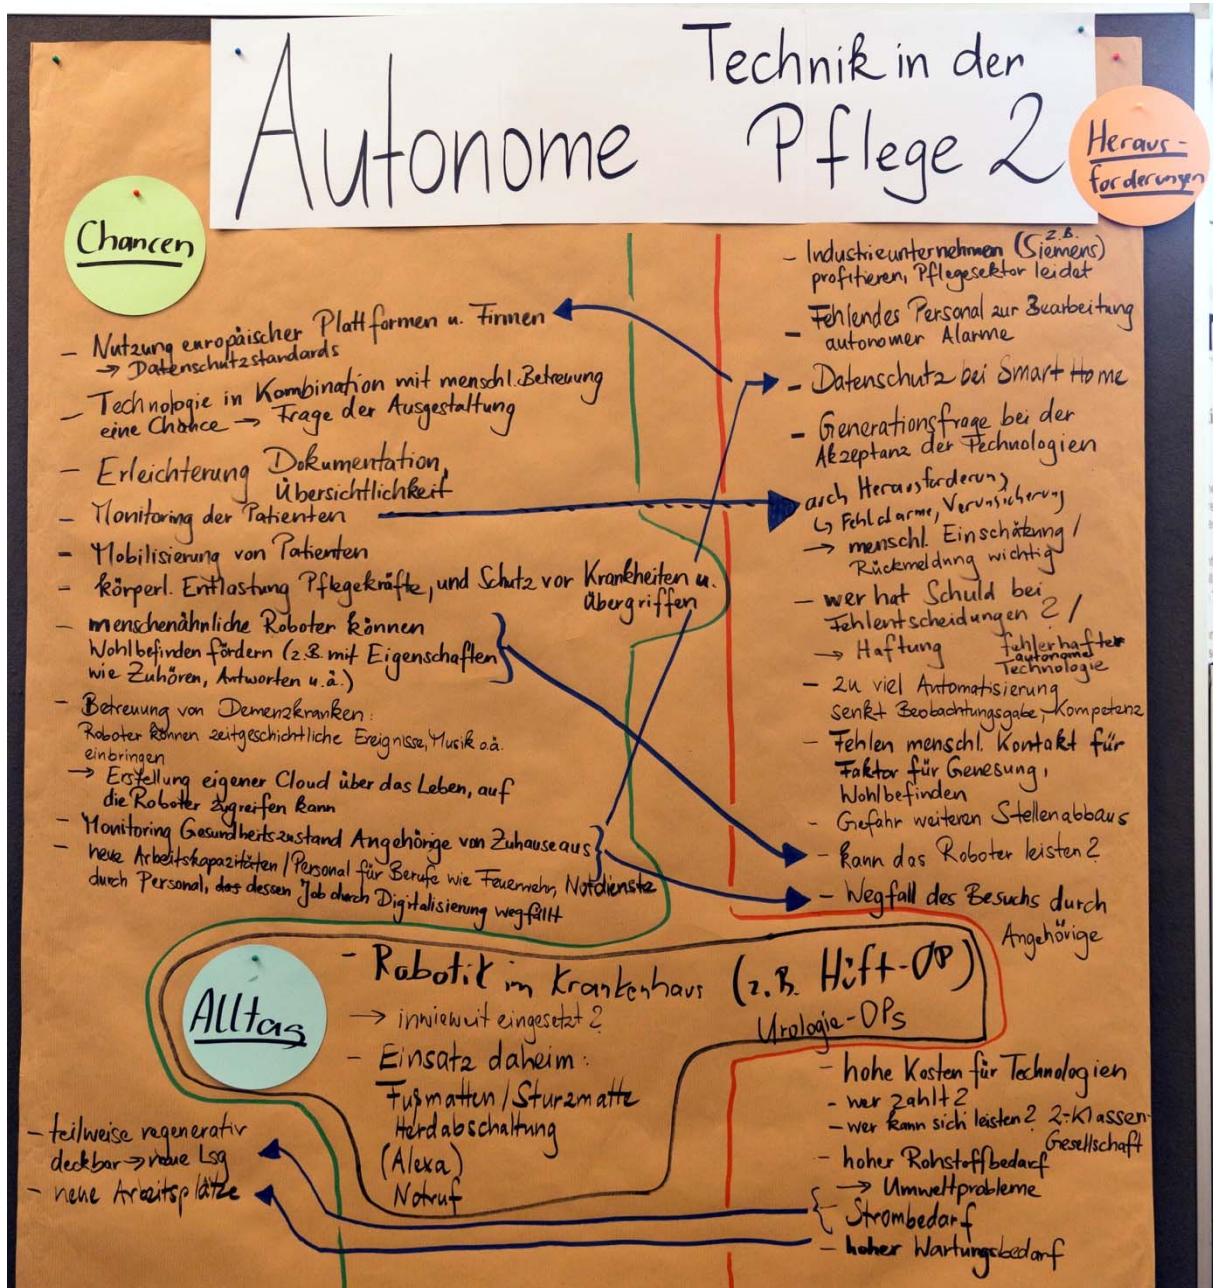 Autonome Technik in der
Pflege 2
Chancen
- Nutzung europäischer Plattformen u. Firmen
→ Datenschutzstandards
- Technologie in Kombination mit menschl. Betreuung
eine Chance → Frage der Ausgestaltung
- Erleichterung Dokumentation,
Übersichtlichkeit
- Monitoring der Patienten
- Mobilisierung von Patienten
- körperl. Entlastung Pflegekräfte, und Schutz vor Krankheiten u.
Übergriffen
- menschenähnliche Roboter können
Wohlbefinden fördern (z.B. mit Eigenschaften
wie Zuhören, Antworten u.ä.)
- Betreuung von Demenzkranken:
Roboter können zeitgeschichtliche Ereignisse, Musik o.ä.
einbringen
→ Erstellung eigener Cloud über das Leben, auf
die Roboter zugreifen kann
- Monitoring Gesundheitszustand Angehörige von Zuhause aus
- neue Arbeitskapazitäten / Personal für Berufe wie Feuerwehr, Notdienste
durch Personal, das dessen Job durch Digitalisierung wegfällt
Heraus-
forderungen
- Industrieunternehmen (z.B. Siemens)
profitieren, Pflegesektor leidet
- Fehlendes Personal zur Bearbeitung
autonomer Alarme
- Datenschutz bei Smart Home
- Generationsfrage bei der
Akzeptanz der Technologien
auch Herausforderung
↳ Fehlalarme, Verunsicherung
→ menschl. Einschätzung /
Rückmeldung wichtig
- wer hat Schuld bei
Fehlentscheidungen? /
→ Haftung fehlerhafter
autonome
Technologie
- zu viel Automatisierung
senkt Beobachtungsgabe, -Kompetenz
- Fehlen menschl. Kontakt für
Faktor für Genesung,
Wohlbefinden
- Gefahr weiteren Stellenabbaus
- kann das Roboter leisten?
- Wegfall des Besuchs durch
Angehörige
Alltag
- Robotik im Krankenhaus (z.B. Hüft-OP)
Urologie-OPs
→ inwieweit eingesetzt?
- Einsatz daheim:
Fußmatten / Sturzmatte
Herdabschaltung
(Alexa)
Notruf
- teilweise regenerativ
deckbar → neue Lsg
- neue Arbeitsplätze
- hohe Kosten für Technologien
- wer zahlt?
- wer kann sich leisten? 2-Klassen-
Gesellschaft
- hoher Rohstoffbedarf
→ Umweltprobleme
- Strombedarf
- hoher Wartungsbedarf